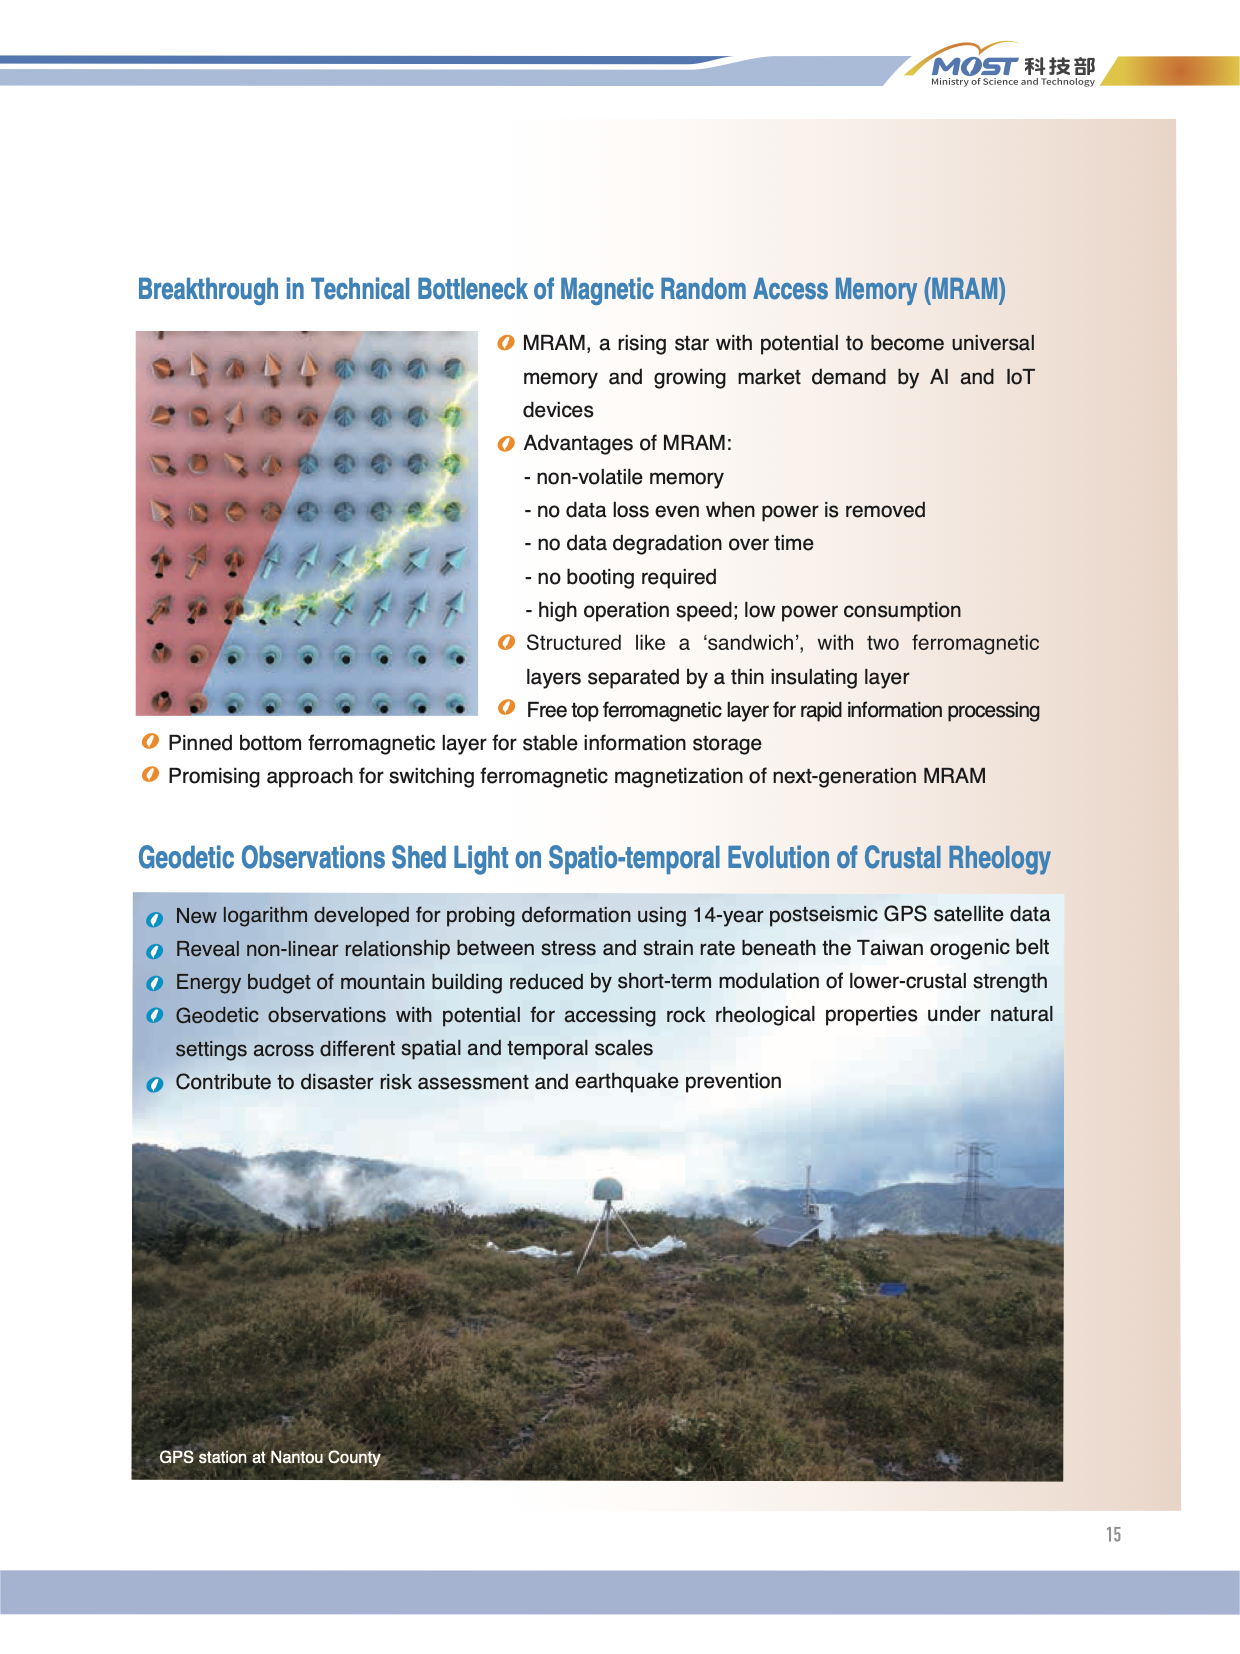 MOST 科技部
Ministry of Science and Technology
Breakthrough in Technical Bottleneck of Magnetic Random Access Memory (MRAM)
MRAM, a rising star with potential to become universal
memory and growing market demand by AI and IoT
devices
Advantages of MRAM:
- non-volatile memory
- no data loss even when power is removed
- no data degradation over time
- no booting required
- high operation speed; low power consumption
Structured like a ‘sandwich’, with two ferromagnetic
layers separated by a thin insulating layer
Free top ferromagnetic layer for rapid information processing
Pinned bottom ferromagnetic layer for stable information storage
Promising approach for switching ferromagnetic magnetization of next-generation MRAM
Geodetic Observations Shed Light on Spatio-temporal Evolution of Crustal Rheology
New logarithm developed for probing deformation using 14-year postseismic GPS satellite data
Reveal non-linear relationship between stress and strain rate beneath the Taiwan orogenic belt
Energy budget of mountain building reduced by short-term modulation of lower-crustal strength
Geodetic observations with potential for accessing rock rheological properties under natural
settings across different spatial and temporal scales
Contribute to disaster risk assessment and earthquake prevention
GPS station at Nantou County
15